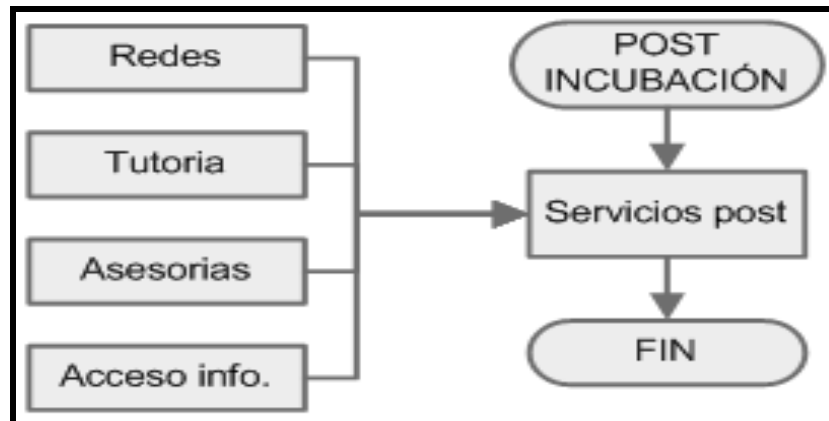 Redes
Tutoria
Asesorias
Acceso info.
POST
INCUBACIÓN
Servicios post
FIN